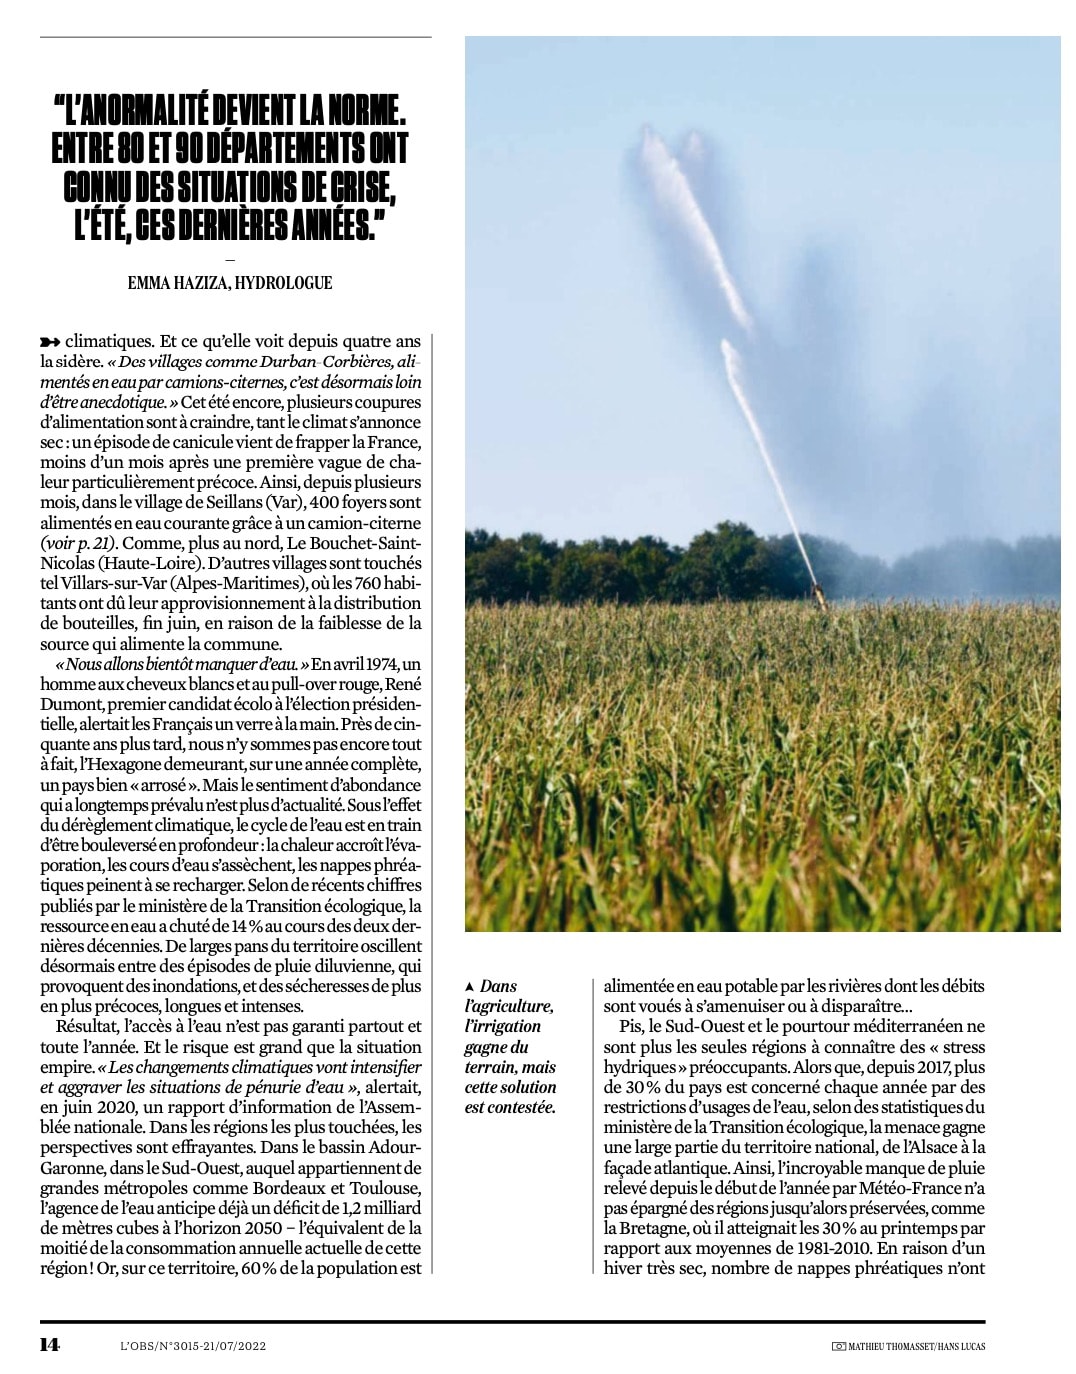 “L’ANORMALITÉ DEVIENT LA NORME.
ENTRE 80 ET 90 DÉPARTEMENTS ONT
CONNU DES SITUATIONS DE CRISE,
L’ÉTÉ, CES DERNIÈRES ANNÉES.”
–
EMMA HAZIZA, HYDROLOGUE
climatiques. Et ce qu’elle voit depuis quatre ans
la sidère. « Des villages comme Durban-Corbières, ali-
mentés en eau par camions-citernes, c’est désormais loin
d’être anecdotique. » Cet été encore, plusieurs coupures
d’alimentation sont à craindre, tant le climat s’annonce
sec : un épisode de canicule vient de frapper la France,
moins d’un mois après une première vague de cha-
leur particulièrement précoce. Ainsi, depuis plusieurs
mois, dans le village de Seillans (Var), 400 foyers sont
alimentés en eau courante grâce à un camion-citerne
(voir p. 21). Comme, plus au nord, Le Bouchet-Saint-
Nicolas (Haute-Loire). D’autres villages sont touchés
tel Villars-sur-Var (Alpes-Maritimes), où les 760 habi-
tants ont dû leur approvisionnement à la distribution
de bouteilles, fin juin, en raison de la faiblesse de la
source qui alimente la commune.
« Nous allons bientôt manquer d’eau. » En avril 1974, un
homme aux cheveux blancs et au pull-over rouge, René
Dumont, premier candidat écolo à l’élection présiden-
tielle, alertait les Français un verre à la main. Près de cin-
quante ans plus tard, nous n’y sommes pas encore tout
à fait, l’Hexagone demeurant, sur une année complète,
un pays bien « arrosé ». Mais le sentiment d’abondance
qui a longtemps prévalu n’est plus d’actualité. Sous l’effet
du dérèglement climatique, le cycle de l’eau est en train
d’être bouleversé en profondeur : la chaleur accroît l’éva-
poration, les cours d’eau s’assèchent, les nappes phréa-
tiques peinent à se recharger. Selon de récents chiffres
publiés par le ministère de la Transition écologique, la
ressource en eau a chuté de 14 % au cours des deux der-
nières décennies. De larges pans du territoire oscillent
désormais entre des épisodes de pluie diluvienne, qui
provoquent des inondations, et des sécheresses de plus
en plus précoces, longues et intenses.
Résultat, l’accès à l’eau n’est pas garanti partout et
toute l’année. Et le risque est grand que la situation
empire. « Les changements climatiques vont intensifier
et aggraver les situations de pénurie d’eau », alertait,
en juin 2020, un rapport d’information de l’Assem-
blée nationale. Dans les régions les plus touchées, les
perspectives sont effrayantes. Dans le bassin Adour-
Garonne, dans le Sud-Ouest, auquel appartiennent de
grandes métropoles comme Bordeaux et Toulouse,
l’agence de l’eau anticipe déjà un déficit de 1,2 milliard
de mètres cubes à l’horizon 2050 – l’équivalent de la
moitié de la consommation annuelle actuelle de cette
région ! Or, sur ce territoire, 60 % de la population est
Dans
l’agriculture,
l’irrigation
gagne du
terrain, mais
cette solution
est contestée.
alimentée en eau potable par les rivières dont les débits
sont voués à s’amenuiser ou à disparaître…
Pis, le Sud-Ouest et le pourtour méditerranéen ne
sont plus les seules régions à connaître des « stress
hydriques » préoccupants. Alors que, depuis 2017, plus
de 30 % du pays est concerné chaque année par des
restrictions d’usages de l’eau, selon des statistiques du
ministère de la Transition écologique, la menace gagne
une large partie du territoire national, de l’Alsace à la
façade atlantique. Ainsi, l’incroyable manque de pluie
relevé depuis le début de l’année par Météo-France n’a
pas épargné des régions jusqu’alors préservées, comme
la Bretagne, où il atteignait les 30 % au printemps par
rapport aux moyennes de 1981-2010. En raison d’un
hiver très sec, nombre de nappes phréatiques n’ont
14
L’OBS/N°3015-21/07/2022
MATHIEU THOMASSET/HANS LUCAS